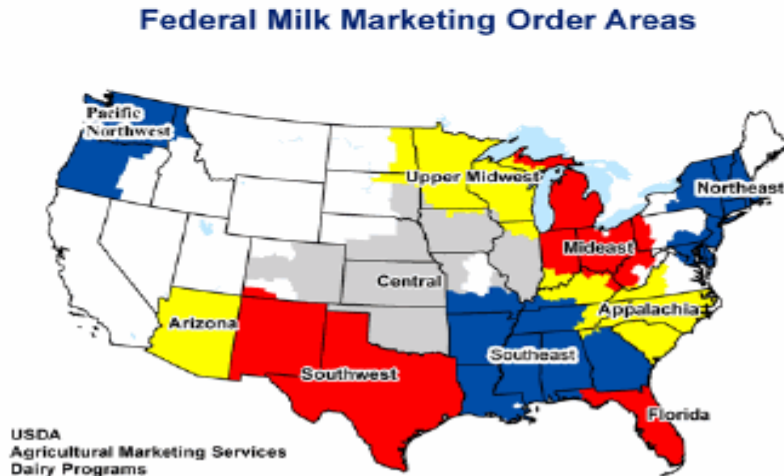 Federal Milk Marketing Order Areas
Pacific
Northwest
Upper Midwest
Northeast
Mideast
Central
Appalachia
Arizona
Southeast
Southwest
Florida
USDA
Agricultural Marketing Services
Dairy Programs